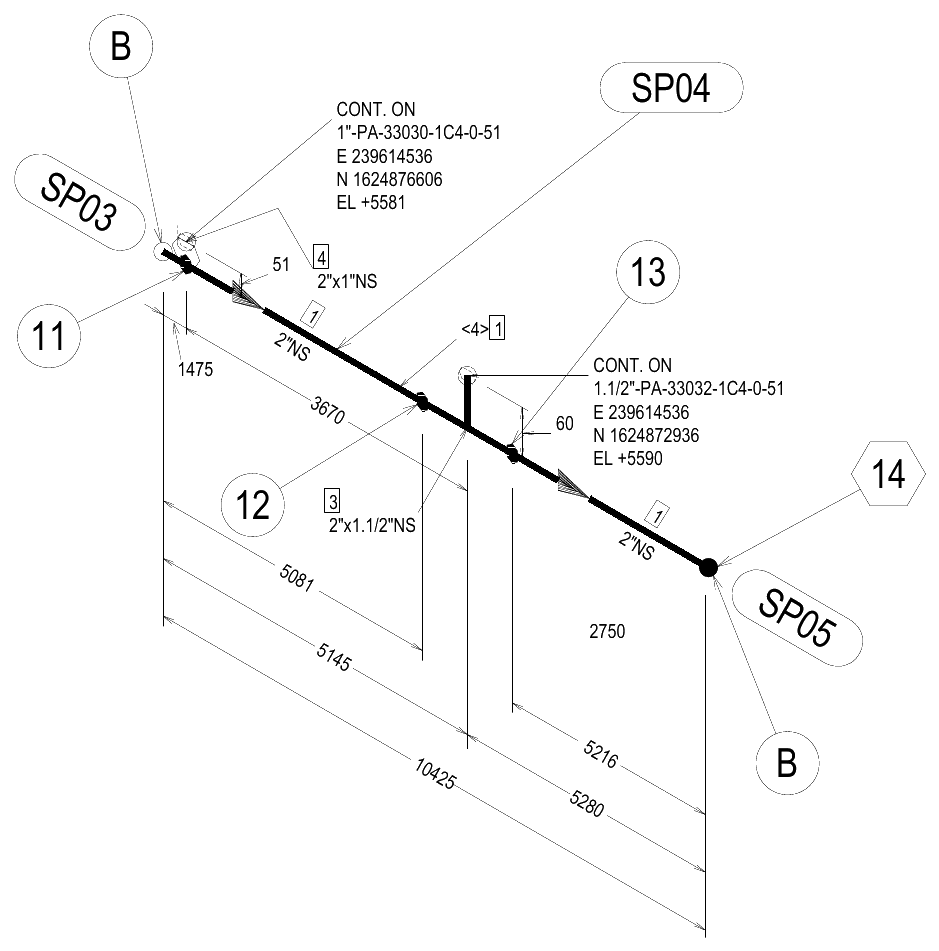 B
SP04
CONT. ON
1"-PA-33030-1C4-0-51
E 239614536
N 1624876606
EL +5581
SP03
51
4
2"x1"NS
13
11
1
2"NS
<4> 1
1475
3670
CONT. ON
1.1/2"-PA-33032-1C4-0-51
E 239614536
N 1624872936
EL +5590
60
14
12
3
2"x1.1/2"NS
1
2"NS
5081
SP05
2750
5145
5216
B
10425
5280